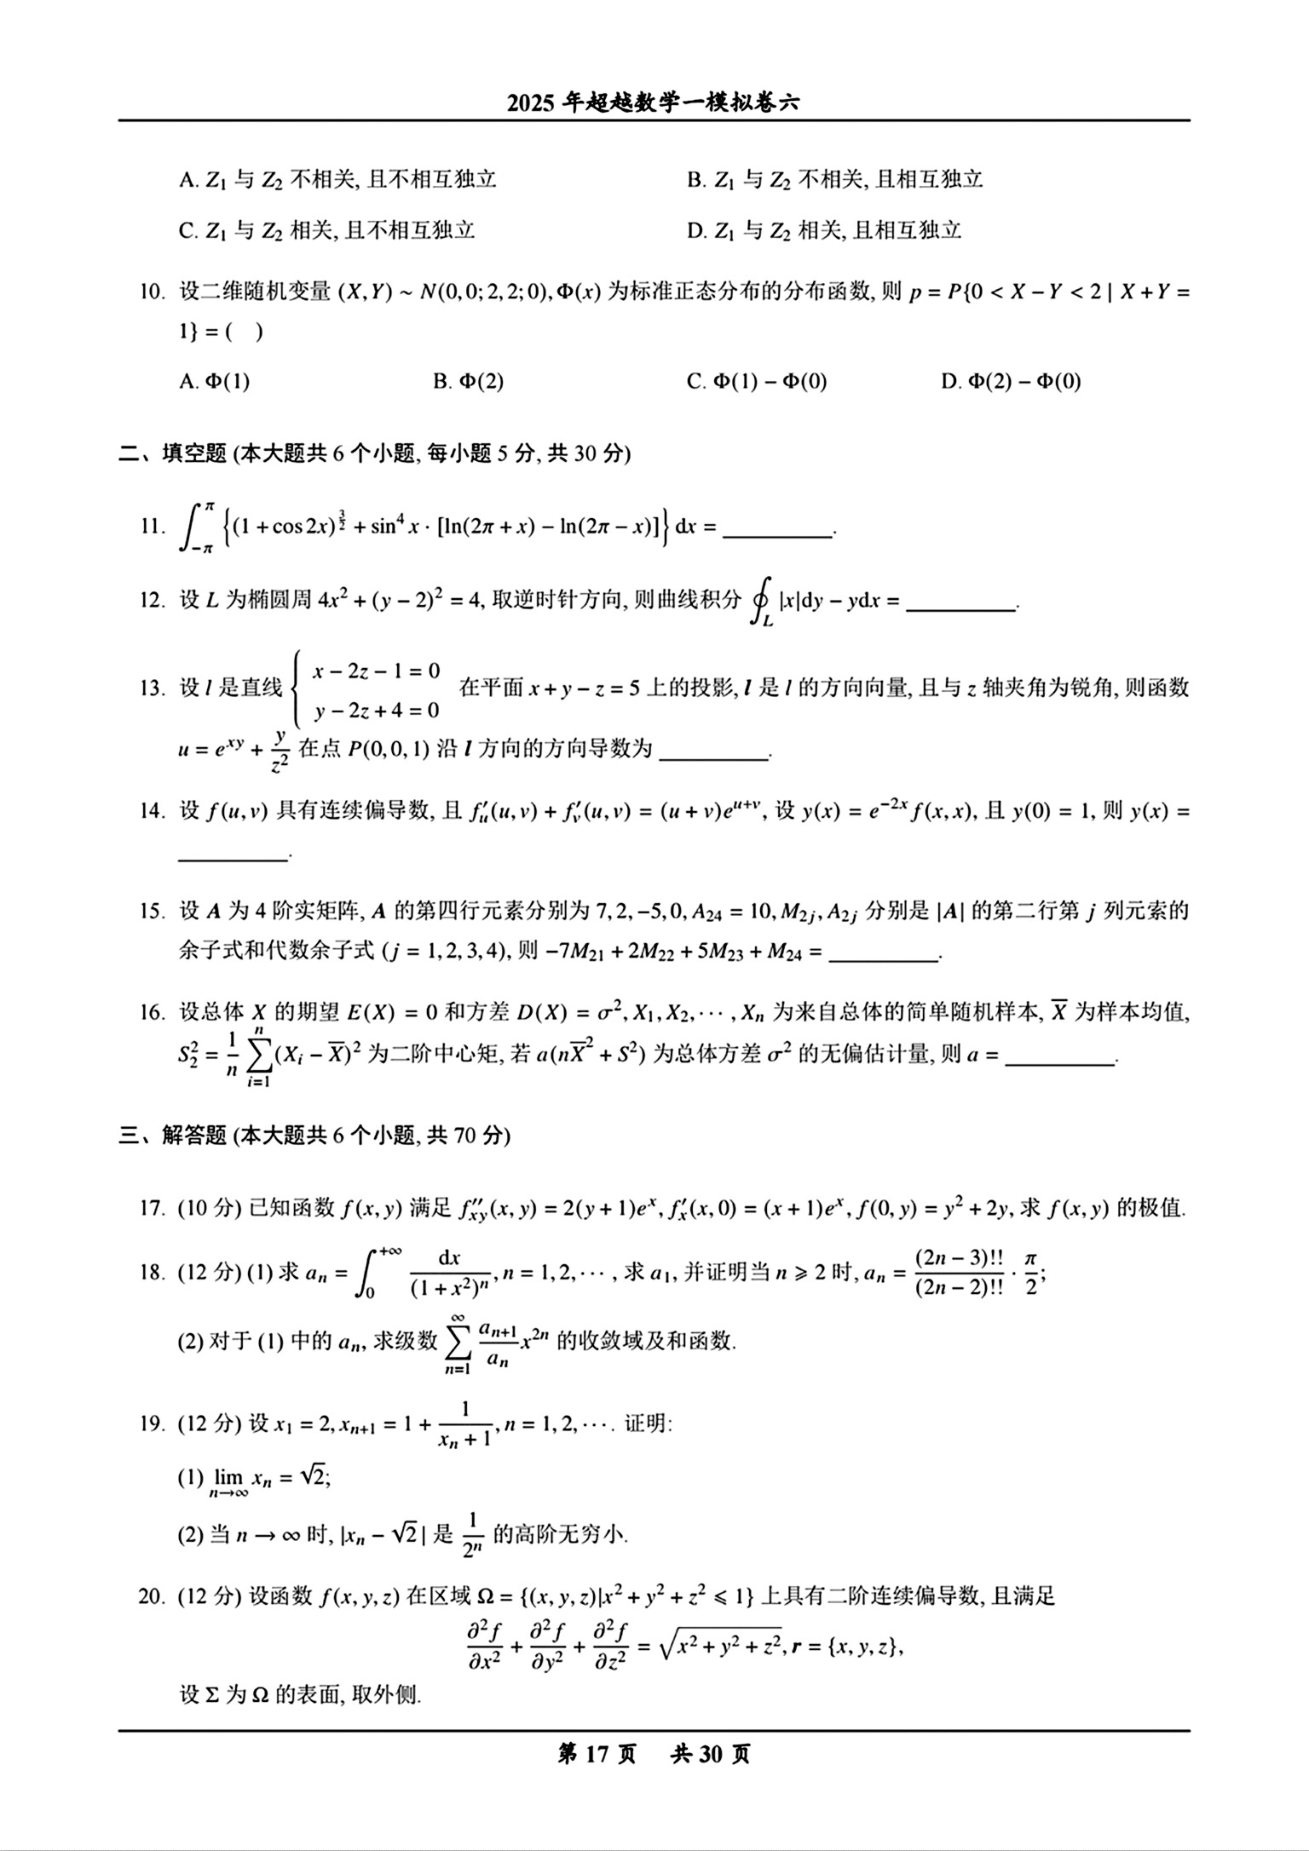 2025 年超越数学一模拟卷六
A. Z₁ 与 Z₂ 不相关, 且不相互独立 B. Z₁ 与 Z₂ 不相关, 且相互独立
C. Z₁ 与 Z₂ 相关, 且不相互独立 D. Z₁ 与 Z₂ 相关, 且相互独立
10. 设二维随机变量 (X,Y) ~ N(0,0;2,2;0), Φ(x) 为标准正态分布的分布函数, 则 p = P{0 < X − Y < 2 | X + Y =
1} = ( )
A. Φ(1) B. Φ(2) C. Φ(1) − Φ(0) D. Φ(2) − Φ(0)
二、填空题 (本大题共 6 个小题, 每小题 5 分, 共 30 分)
11. ∫_{−π}^{π} {(1 + cos 2x)^{3/2} + sin⁴ x · [ln(2π + x) − ln(2π − x)]} dx = ________.
12. 设 L 为椭圆周 4x² + (y − 2)² = 4, 取逆时针方向, 则曲线积分 ∮_L |x|dy − ydx = ________.
13. 设 l 是直线 { x − 2z − 1 = 0 y − 2z + 4 = 0 在平面 x + y − z = 5 上的投影, l 是 l 的方向向量, 且与 z 轴夹角为锐角, 则函数
u = e^{xy} + y/z² 在点 P(0,0,1) 沿 l 方向的方向导数为 ________.
14. 设 f(u,v) 具有连续偏导数, 且 f′ᵤ(u,v) + f′ᵥ(u,v) = (u + v)e^{u+v}, 设 y(x) = e^{−2x} f(x,x), 且 y(0) = 1, 则 y(x) =
________.
15. 设 A 为 4 阶实矩阵, A 的第四行元素分别为 7,2,−5,0, A₂₄ = 10, M₂ⱼ, A₂ⱼ 分别是 |A| 的第二行第 j 列元素的
余子式和代数余子式 (j = 1,2,3,4), 则 −7M₂₁ + 2M₂₂ + 5M₂₃ + M₂₄ = ________.
16. 设总体 X 的期望 E(X) = 0 和方差 D(X) = σ², X₁, X₂, ⋯ , Xₙ 为来自总体的简单随机样本, X̄ 为样本均值,
S₂² = 1/n ∑_{i=1}^{n} (Xᵢ − X̄)² 为二阶中心矩, 若 a(nX̄² + S²) 为总体方差 σ² 的无偏估计量, 则 a = ________.
三、解答题 (本大题共 6 个小题, 共 70 分)
17. (10 分) 已知函数 f(x,y) 满足 f″_{xy}(x,y) = 2(y + 1)eˣ, f′ₓ(x,0) = (x + 1)eˣ, f(0,y) = y² + 2y, 求 f(x,y) 的极值.
18. (12 分) (1) 求 aₙ = ∫₀^{+∞} dx/(1 + x²)ⁿ, n = 1,2,⋯ , 求 a₁, 并证明当 n ⩾ 2 时, aₙ = (2n − 3)!!/(2n − 2)!! · π/2;
(2) 对于 (1) 中的 aₙ, 求级数 ∑_{n=1}^{∞} aₙ₊₁/aₙ x²ⁿ 的收敛域及和函数.
19. (12 分) 设 x₁ = 2, xₙ₊₁ = 1 + 1/(xₙ + 1), n = 1,2,⋯. 证明:
(1) lim_{n→∞} xₙ = √2;
(2) 当 n → ∞ 时, |xₙ − √2| 是 1/2ⁿ 的高阶无穷小.
20. (12 分) 设函数 f(x,y,z) 在区域 Ω = {(x,y,z)|x² + y² + z² ⩽ 1} 上具有二阶连续偏导数, 且满足
∂²f/∂x² + ∂²f/∂y² + ∂²f/∂z² = √(x² + y² + z²), r = {x,y,z},
设 Σ 为 Ω 的表面, 取外侧.
第 17 页 共 30 页